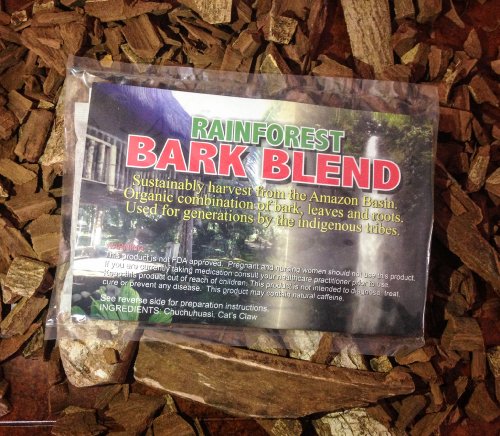 RAINFOREST
BARK BLEND
Sustainably harvest from the Amazon Basin.
Organic combination of bark, leaves and roots.
Used for generations by the indigenous tribes.
This product is not FDA approved. Pregnant and nursing women should not use this product.
If you are currently taking medication consult your healthcare practitioner prior to use.
Keep this product out of reach of children. This product is not intended to diagnose, treat,
cure or prevent any disease. This product may contain natural caffeine.
See reverse side for preparation instructions.
INGREDIENTS: Chuchuhuasi, Cat's Claw